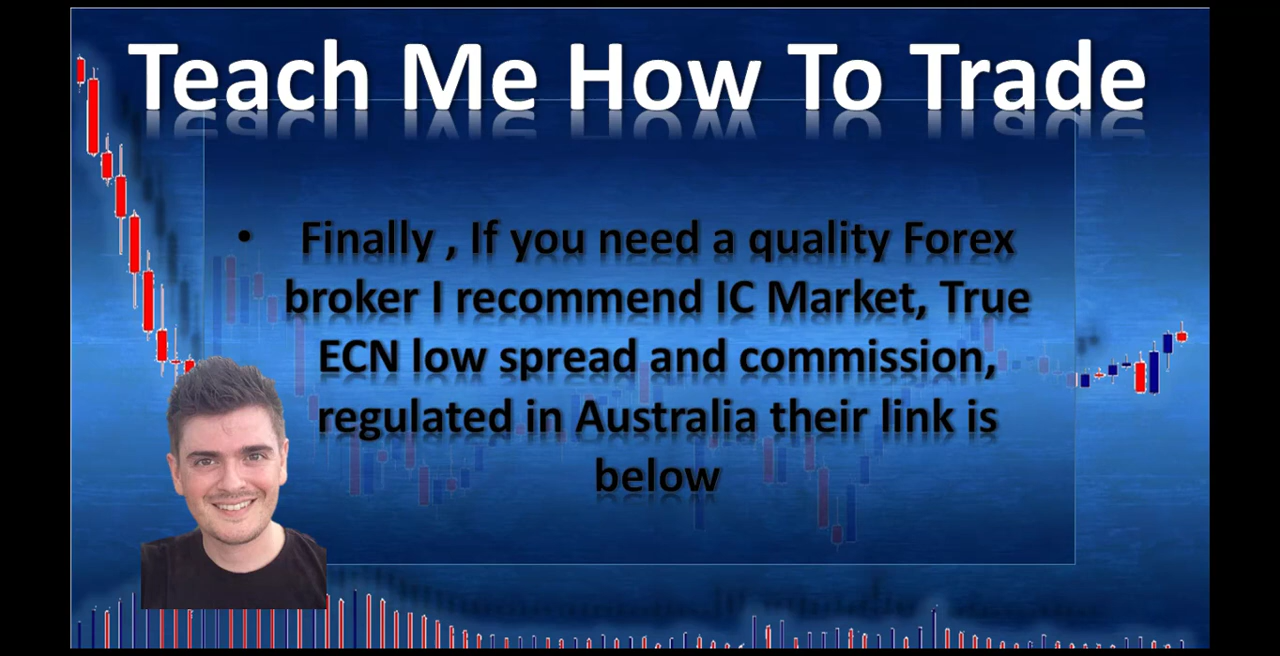 Teach Me How To Trade
• Finally , If you need a quality Forex
broker I recommend IC Market, True
ECN low spread and commission,
regulated in Australia their link is
below